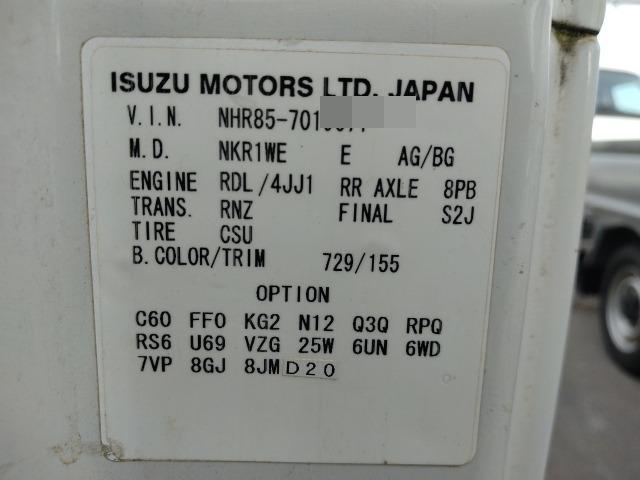 ISUZU MOTORS LTD. JAPAN
V.I.N. NHR85-701
M.D. NKR1WE E AG/BG
ENGINE RDL/4JJ1 RR AXLE 8PB
TRANS. RNZ FINAL S2J
TIRE CSU
B.COLOR/TRIM 729/155
OPTION
C60 FF0 KG2 N12 Q3Q RPQ
RS6 U69 VZG 25W 6UN 6WD
7VP 8GJ 8JM D20